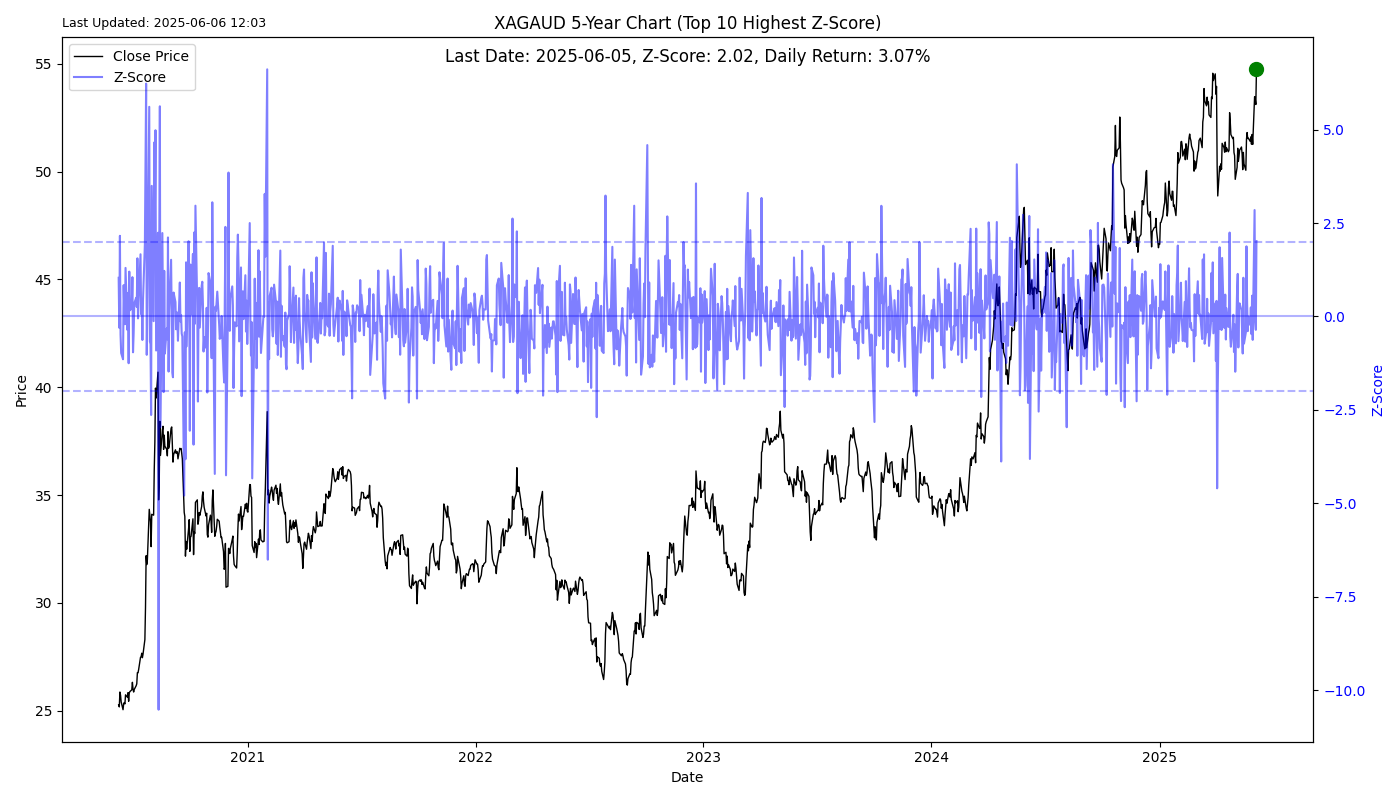 Last Updated: 2025-06-06 12:03
XAGAUD 5-Year Chart (Top 10 Highest Z-Score)
Last Date: 2025-06-05, Z-Score: 2.02, Daily Return: 3.07%
Close Price
Z-Score
55
50
45
40
35
30
25
Price
5.0
2.5
0.0
−2.5
−5.0
−7.5
−10.0
Z-Score
2021
2022
2023
2024
2025
Date